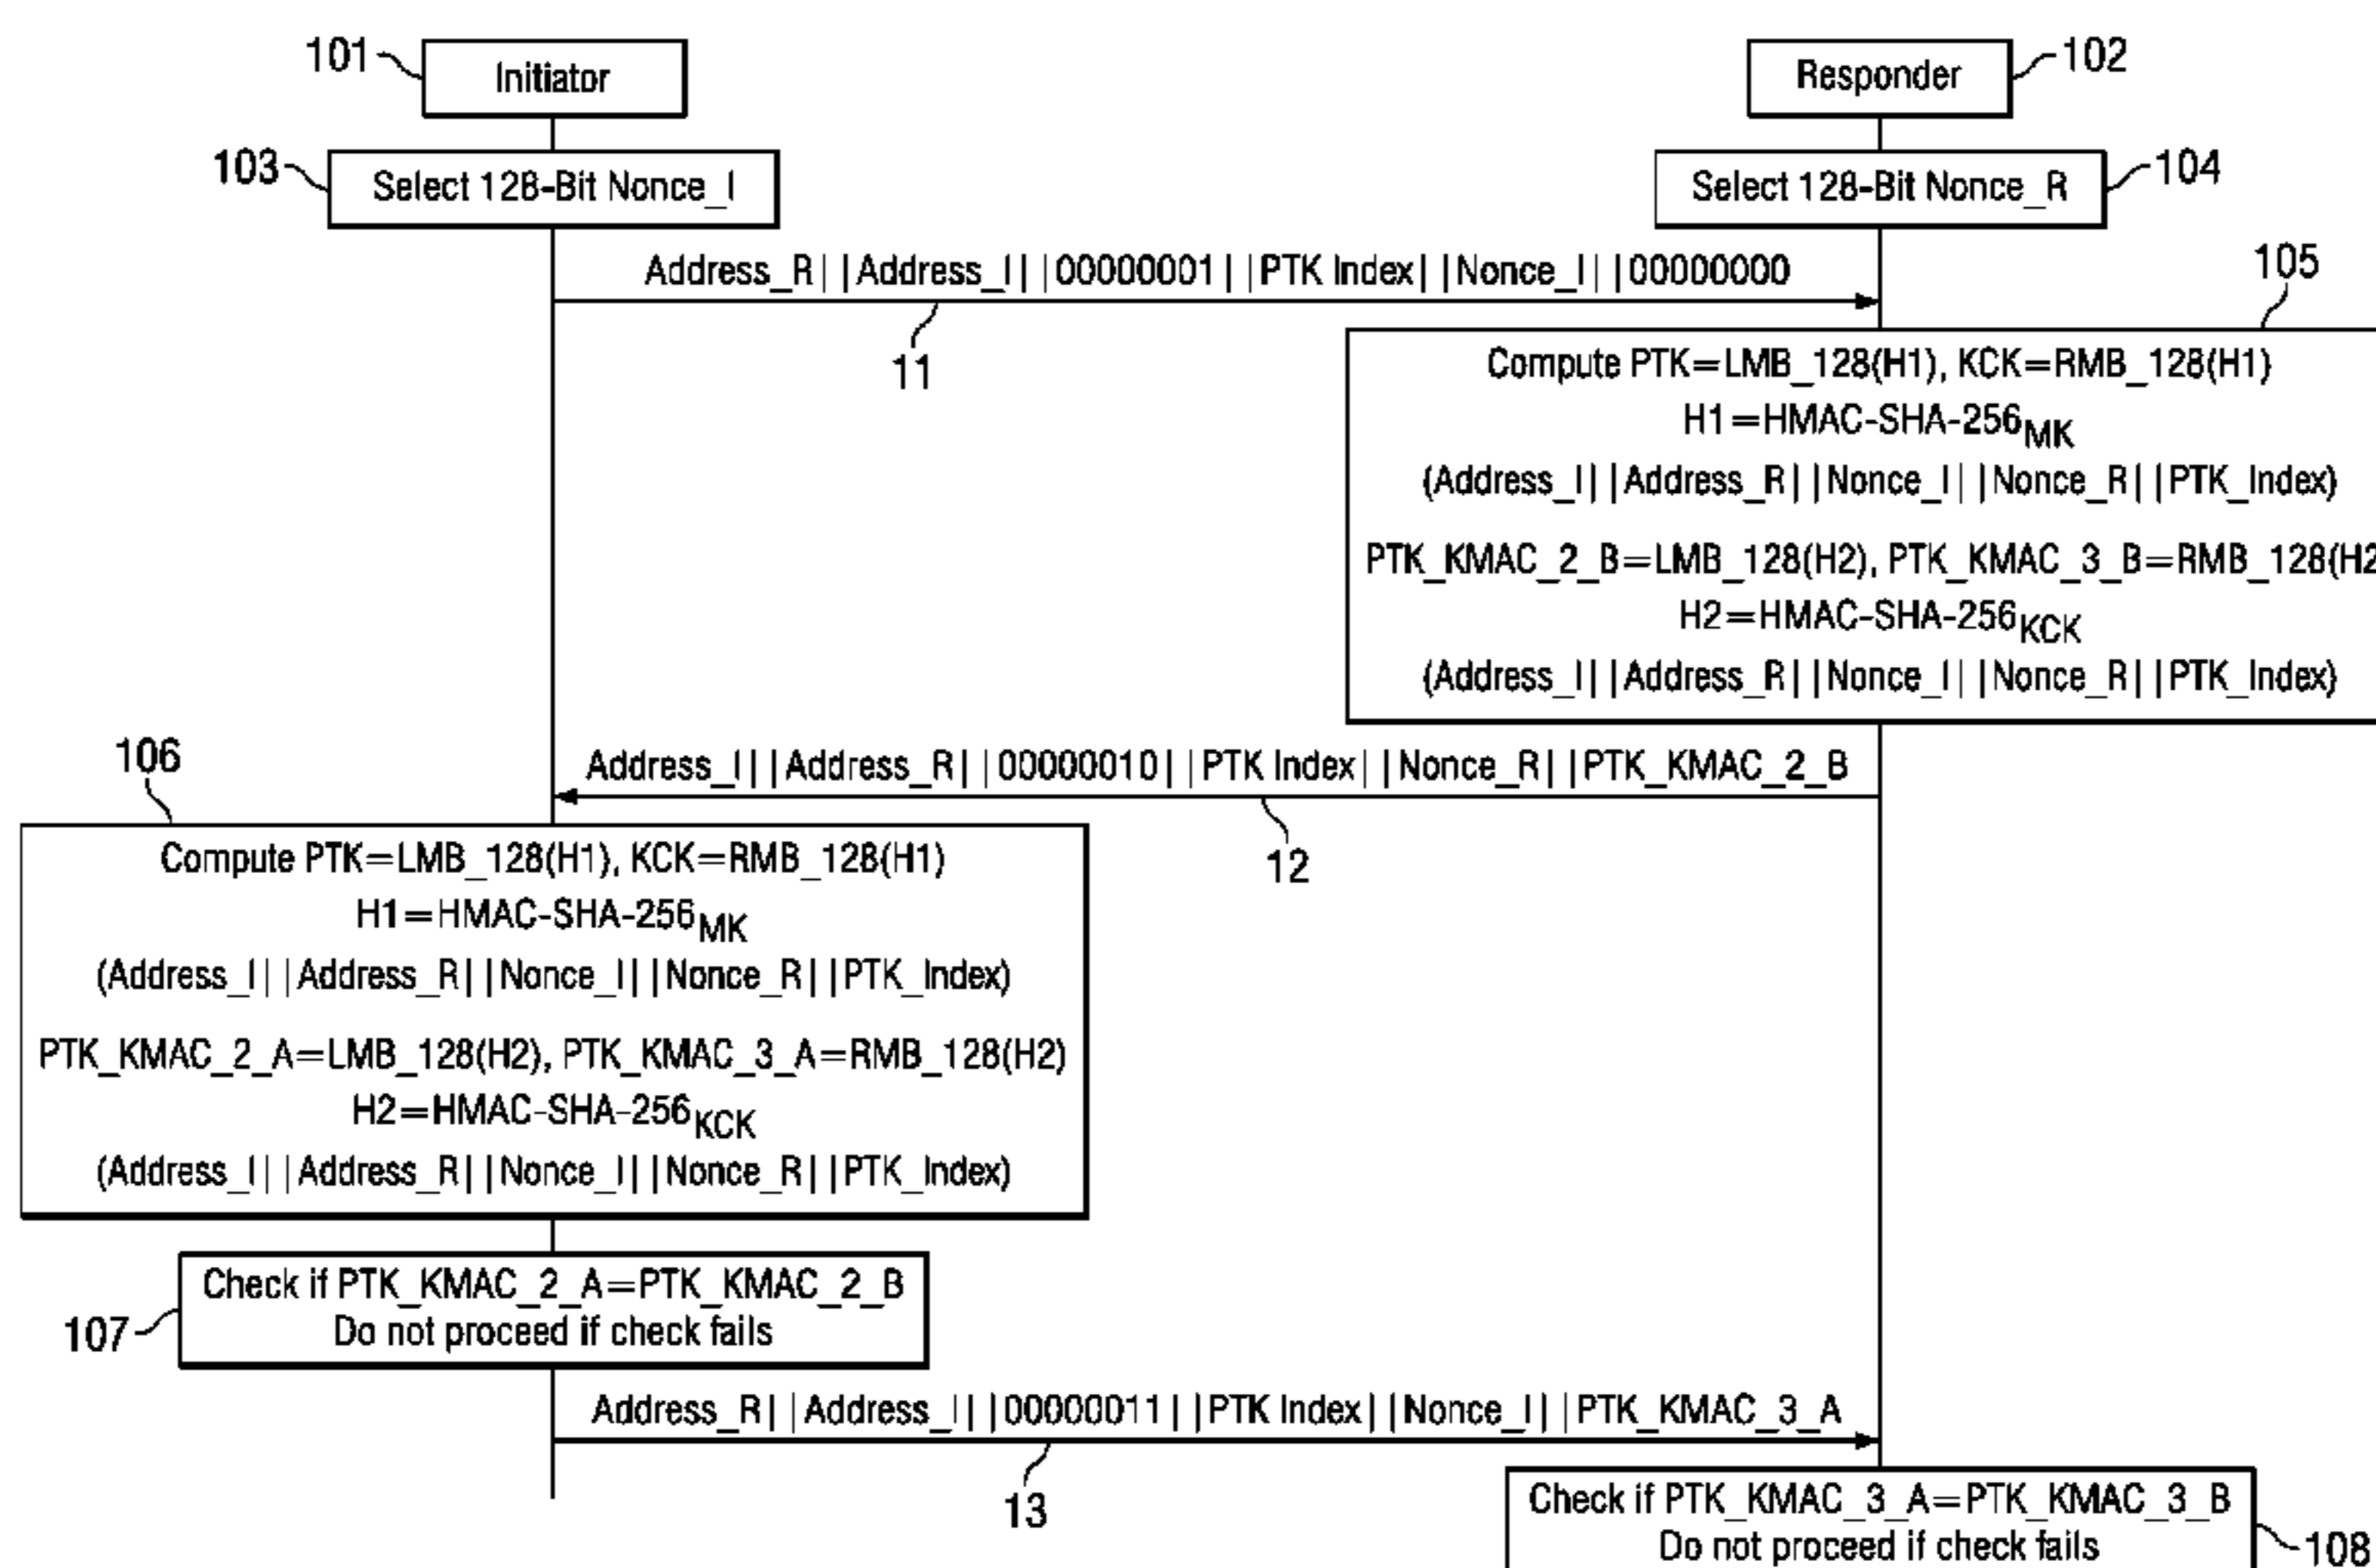 101
Initiator
Responder
102
103
Select 128-Bit Nonce_I
Select 128-Bit Nonce_R
104
Address_R||Address_I||00000001||PTK Index||Nonce_I||00000000
11
105
Compute PTK=LMB_128(H1), KCK=RMB_128(H1)
H1=HMAC-SHA-256MK
(Address_I||Address_R||Nonce_I||Nonce_R||PTK_Index)
PTK_KMAC_2_B=LMB_128(H2), PTK_KMAC_3_B=RMB_128(H2
H2=HMAC-SHA-256KCK
(Address_I||Address_R||Nonce_I||Nonce_R||PTK_Index)
Address_I||Address_R||00000010||PTK Index||Nonce_R||PTK_KMAC_2_B
12
106
Compute PTK=LMB_128(H1), KCK=RMB_128(H1)
H1=HMAC-SHA-256MK
(Address_I||Address_R||Nonce_I||Nonce_R||PTK_Index)
PTK_KMAC_2_A=LMB_128(H2), PTK_KMAC_3_A=RMB_128(H2)
H2=HMAC-SHA-256KCK
(Address_I||Address_R||Nonce_I||Nonce_R||PTK_Index)
107
Check if PTK_KMAC_2_A=PTK_KMAC_2_B
Do not proceed if check fails
Address_R||Address_I||00000011||PTK Index||Nonce_I||PTK_KMAC_3_A
13
Check if PTK_KMAC_3_A=PTK_KMAC_3_B
Do not proceed if check fails
108